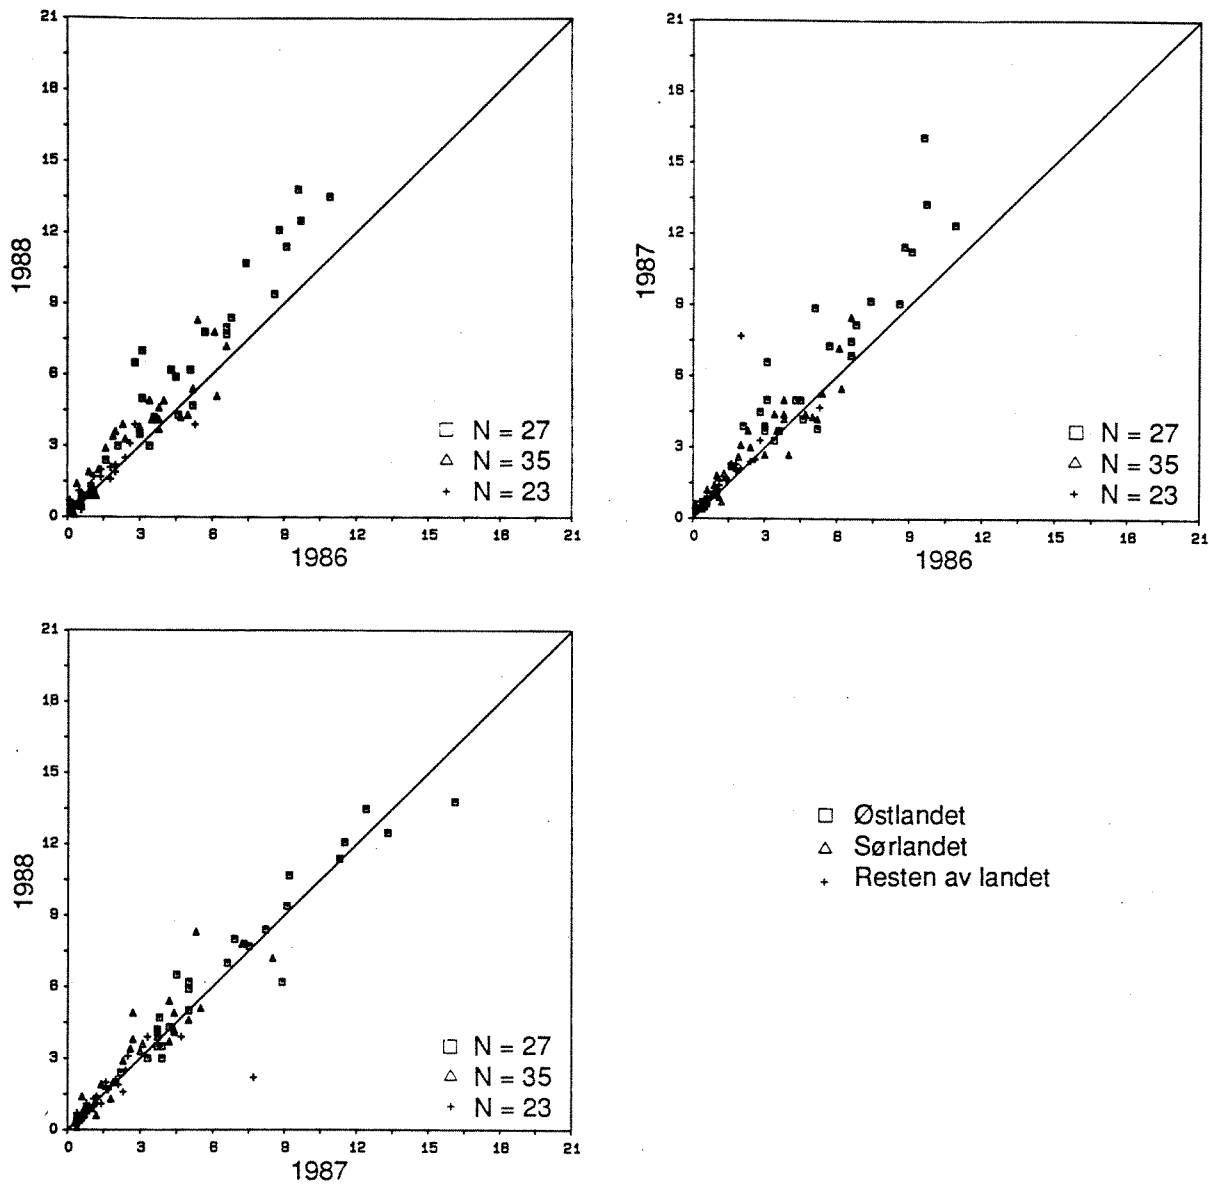 21
18
15
12
9
6
3
0
1988
N = 27
N = 35
N = 23
0 3 6 9 12 15 18 21
1986
21
18
15
12
9
6
3
0
1987
N = 27
N = 35
N = 23
0 3 6 9 12 15 18 21
1986
21
18
15
12
9
6
3
0
1988
N = 27
N = 35
N = 23
0 3 6 9 12 15 18 21
1987
Østlandet
Sørlandet
Resten av landet